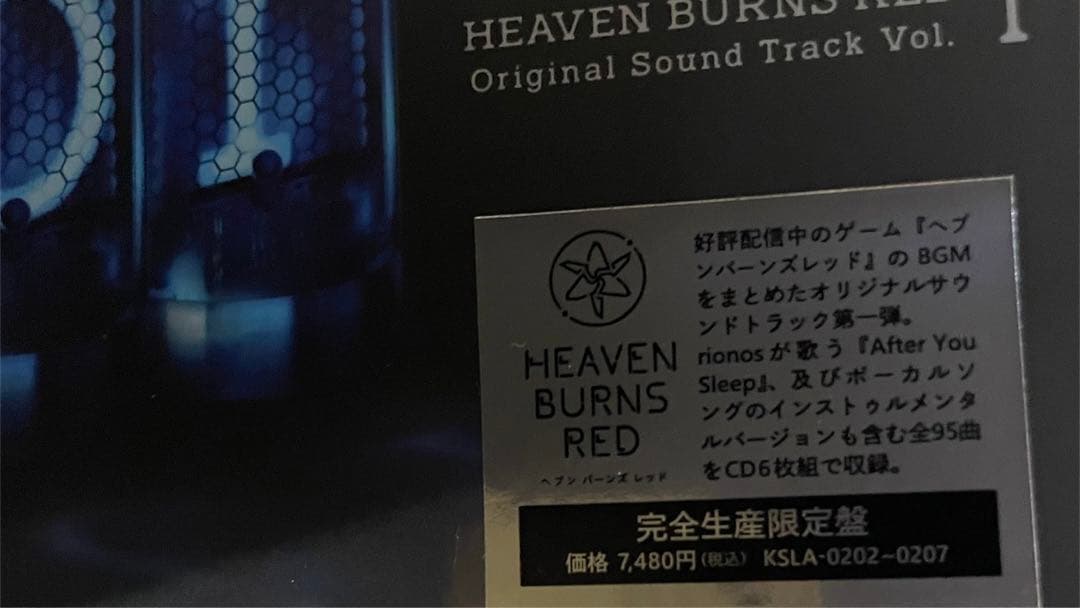 HEAVEN BURNS RED
Original Sound Track Vol. 1
HEAVEN
BURNS
RED
ヘブン バーンズ レッド
好評配信中のゲーム『ヘブ
ンバーンズレッド』のBGM
をまとめたオリジナルサウ
ンドトラック第一弾。
rionosが歌う『After You
Sleep』、及びボーカルソ
ングのインストゥルメンタ
ルバージョンも含む全95曲
をCD6枚組で収録。
完全生産限定盤
価格 7,480円(税込) KSLA-0202~0207